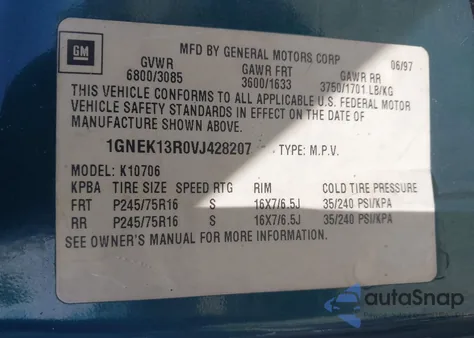 GM
MFD BY GENERAL MOTORS CORP 06/97
GVWR GAWR FRT GAWR RR
6800/3085 3600/1633 3750/1701 LB/KG
THIS VEHICLE CONFORMS TO ALL APPLICABLE U.S. FEDERAL MOTOR
VEHICLE SAFETY STANDARDS IN EFFECT ON THE DATE OF
MANUFACTURE SHOWN ABOVE.
1GNEK13R0VJ428207 TYPE: M.P.V.
MODEL: K10706
KPBA TIRE SIZE SPEED RTG RIM COLD TIRE PRESSURE
FRT P245/75R16 S 16X7/6.5J 35/240 PSI/KPA
RR P245/75R16 S 16X7/6.5J 35/240 PSI/KPA
SEE OWNER'S MANUAL FOR MORE INFORMATION
autoSnap